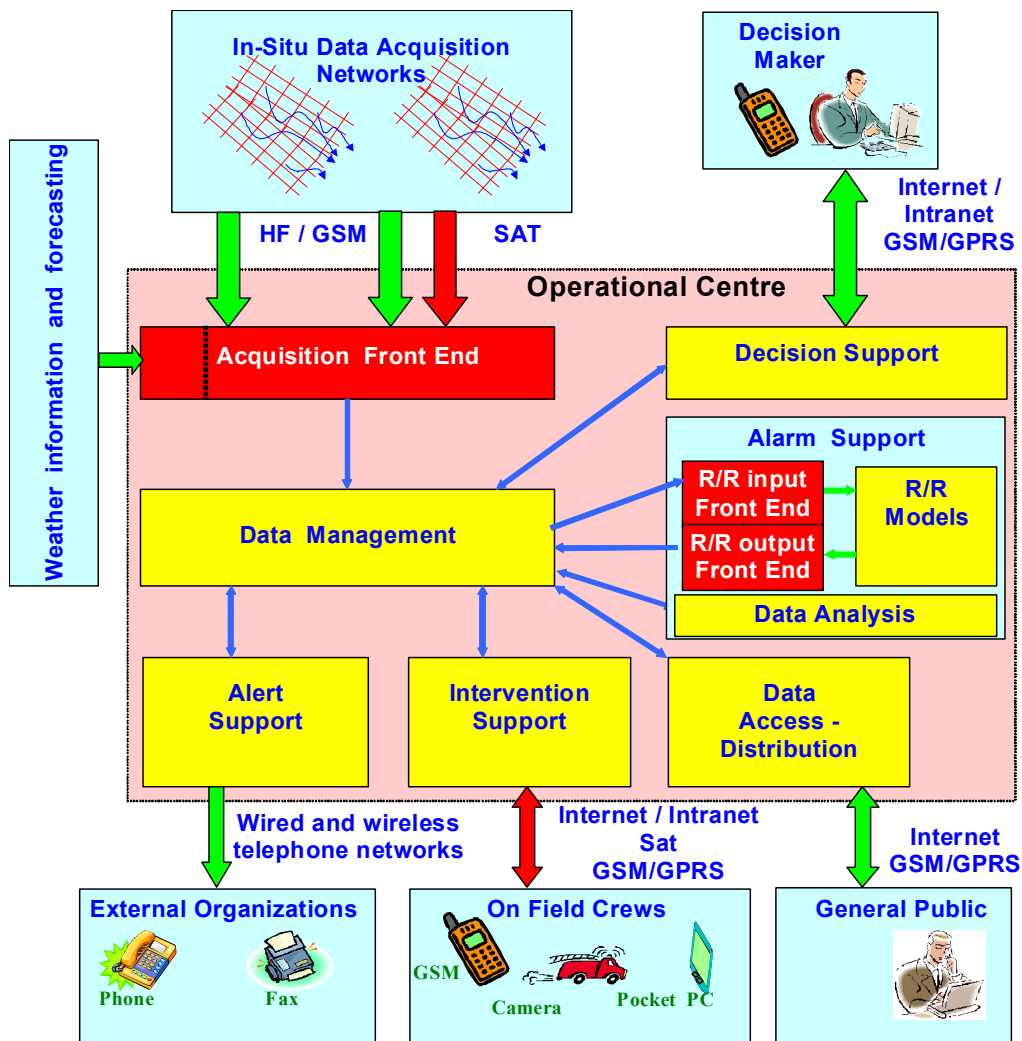 In-Situ Data Acquisition
Networks
Decision
Maker
Weather information and forecasting
HF / GSM
SAT
Internet /
Intranet
GSM/GPRS
Operational Centre
Acquisition Front End
Decision Support
Alarm Support
R/R input
Front End
R/R
Models
R/R output
Front End
Data Management
Data Analysis
Alert
Support
Intervention
Support
Data
Access -
Distribution
Wired and wireless
telephone networks
Internet / Intranet
Sat
GSM/GPRS
Internet
GSM/GPRS
External Organizations
Phone
Fax
On Field Crews
GSM
Camera
Pocket PC
General Public